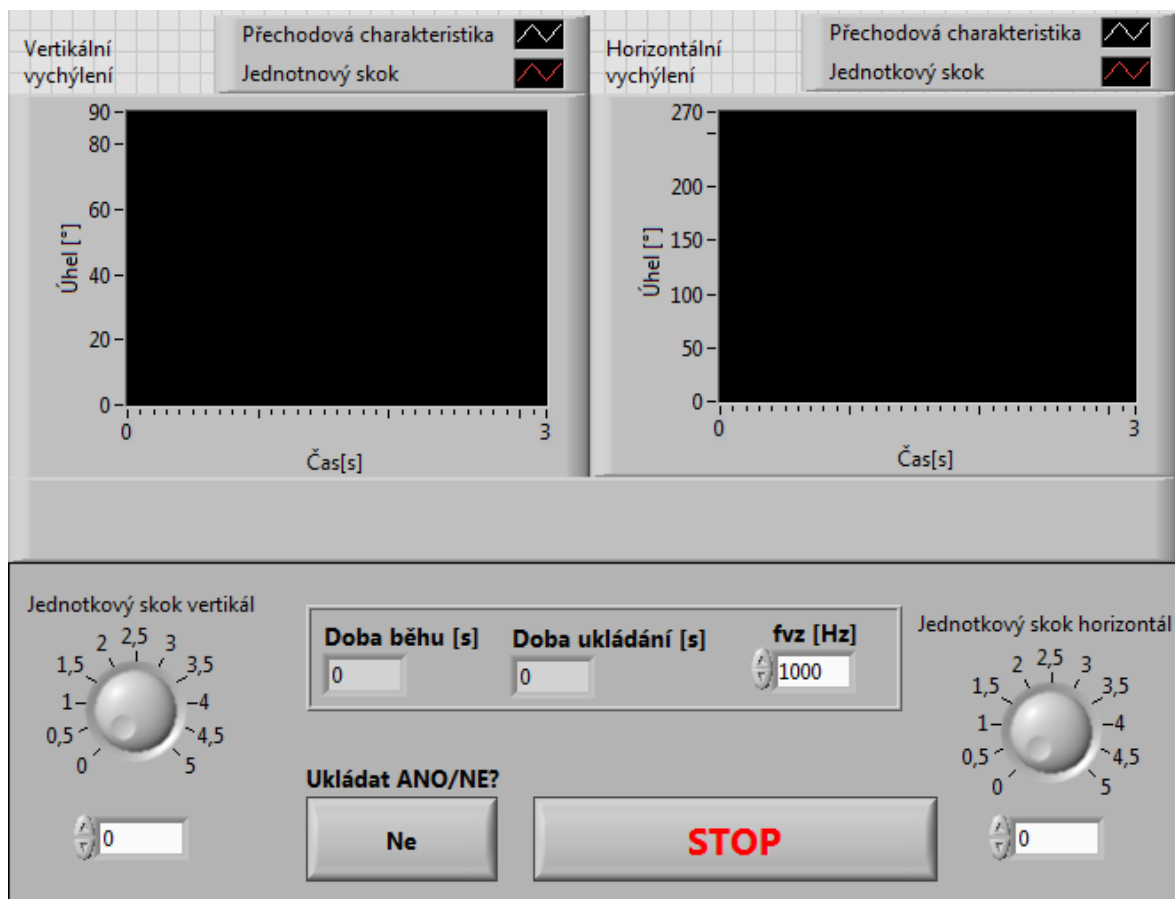 Vertikální
vychýlení
Přechodová charakteristika
Jednotnový skok
90
80
60
40
20
0
Úhel [°]
0
3
Čas[s]
Horizontální
vychýlení
Přechodová charakteristika
Jednotkový skok
270
200
150
100
50
0
Úhel [°]
0
3
Čas[s]
Jednotkový skok vertikál
0
0,5
1
1,5
2
2,5
3
3,5
4
4,5
5
0
Doba běhu [s]
0
Doba ukládání [s]
0
fvz [Hz]
1000
Ukládat ANO/NE?
Ne
STOP
Jednotkový skok horizontál
0
0,5
1
1,5
2
2,5
3
3,5
4
4,5
5
0